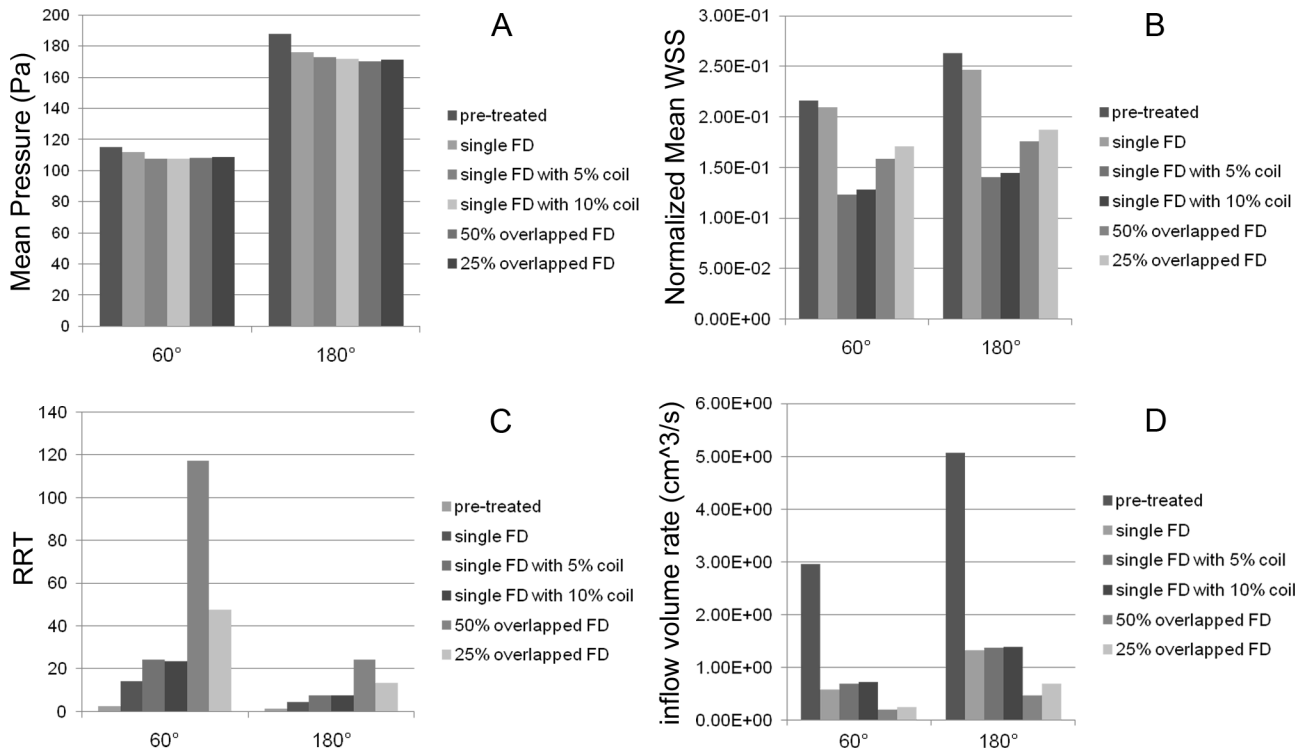 A
Mean Pressure (Pa)
200
180
160
140
120
100
80
60
40
20
0
60°
180°
pre-treated
single FD
single FD with 5% coil
single FD with 10% coil
50% overlapped FD
25% overlapped FD
B
Normalized Mean WSS
3.00E-01
2.50E-01
2.00E-01
1.50E-01
1.00E-01
5.00E-02
0.00E+00
60°
180°
pre-treated
single FD
single FD with 5% coil
single FD with 10% coil
50% overlapped FD
25% overlapped FD
C
RRT
140
120
100
80
60
40
20
0
60°
180°
pre-treated
single FD
single FD with 5% coil
single FD with 10% coil
50% overlapped FD
25% overlapped FD
D
inflow volume rate (cm^3/s)
6.00E+00
5.00E+00
4.00E+00
3.00E+00
2.00E+00
1.00E+00
0.00E+00
60°
180°
pre-treated
single FD
single FD with 5% coil
single FD with 10% coil
50% overlapped FD
25% overlapped FD